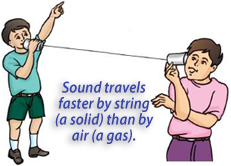 Sound travels
faster by string
(a solid) than by
air (a gas).